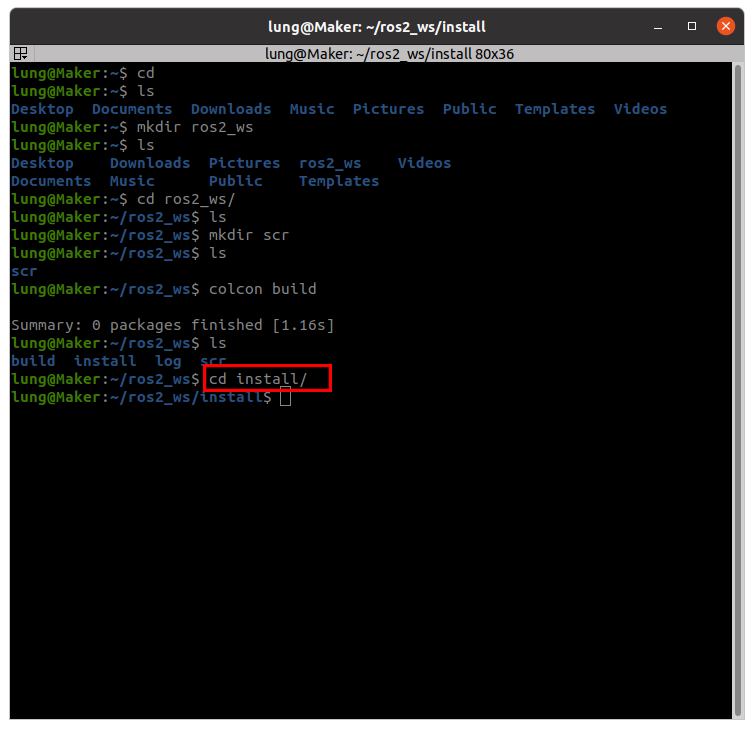 lung@Maker: ~/ros2_ws/install
lung@Maker: ~/ros2_ws/install 80x36
lung@Maker:~$ cd
lung@Maker:~$ ls
Desktop  Documents  Downloads  Music  Pictures  Public  Templates  Videos
lung@Maker:~$ mkdir ros2_ws
lung@Maker:~$ ls
Desktop    Downloads  Pictures  ros2_ws    Videos
Documents  Music      Public    Templates
lung@Maker:~$ cd ros2_ws/
lung@Maker:~/ros2_ws$ ls
lung@Maker:~/ros2_ws$ mkdir scr
lung@Maker:~/ros2_ws$ ls
scr
lung@Maker:~/ros2_ws$ colcon build
Summary: 0 packages finished [1.16s]
lung@Maker:~/ros2_ws$ ls
build  install  log  scr
lung@Maker:~/ros2_ws$ cd install/
lung@Maker:~/ros2_ws/install$